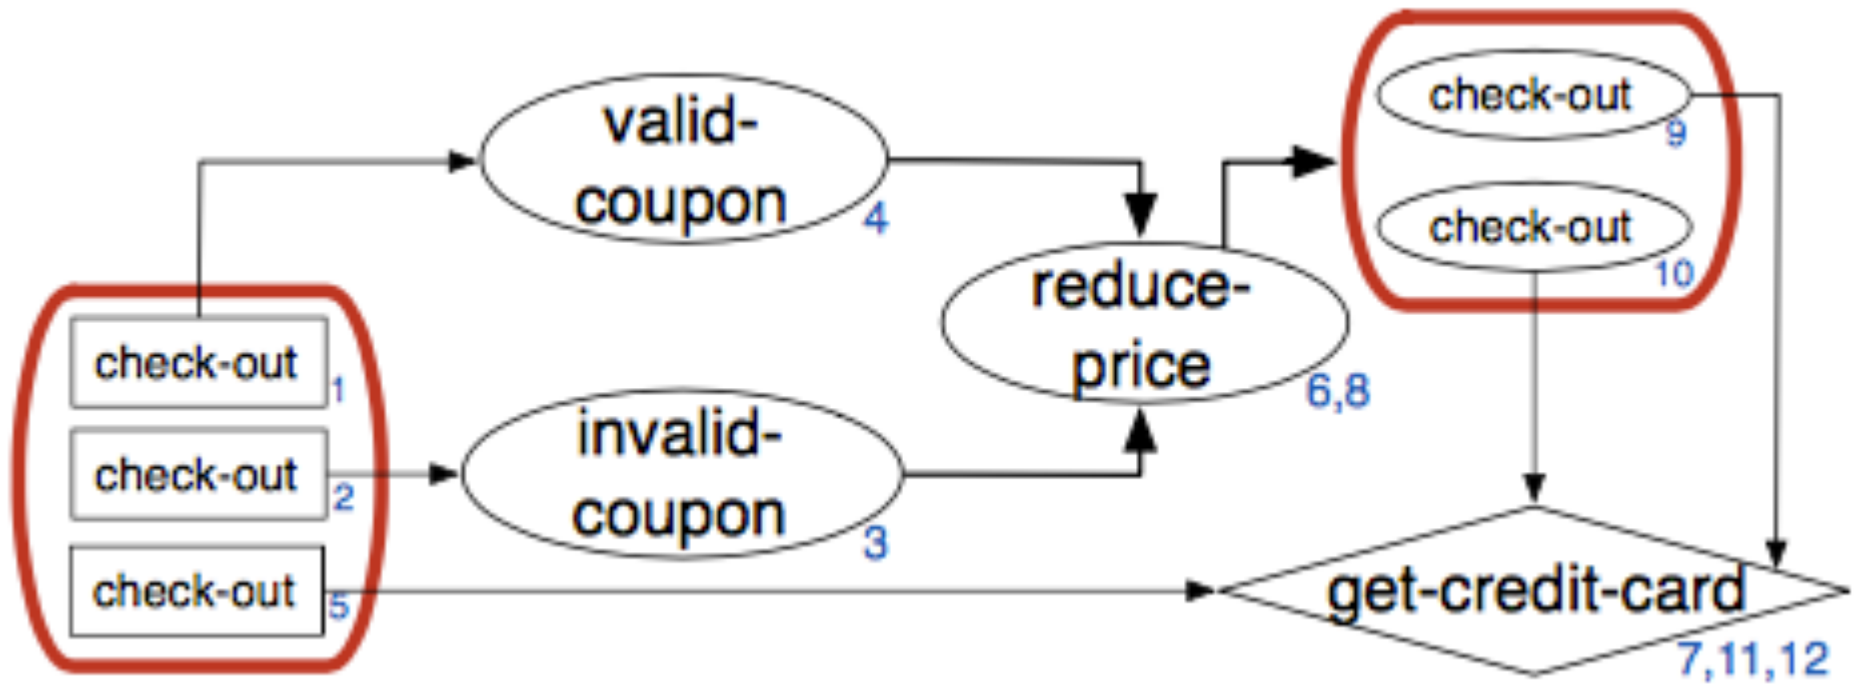 valid-
coupon
4
check-out
9
check-out
10
reduce-
price
6,8
check-out
1
check-out
2
check-out
5
invalid-
coupon
3
get-credit-card
7,11,12